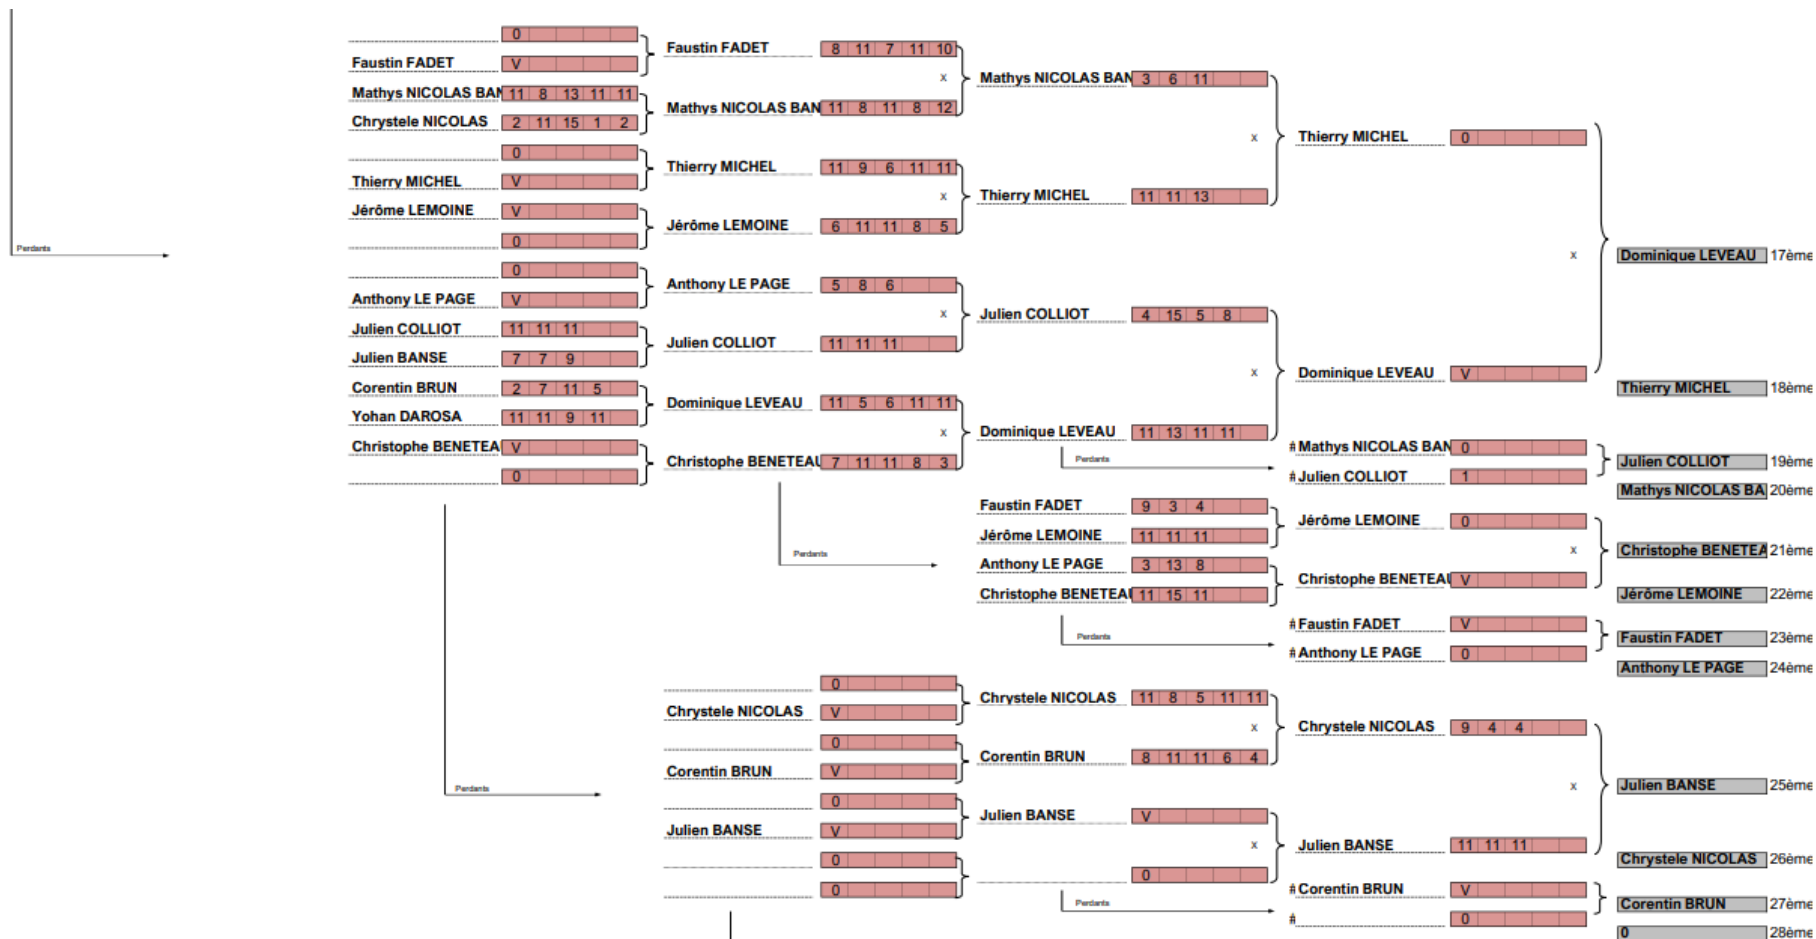 0
Faustin FADET 8 11 7 11 10
Faustin FADET V
x
Mathys NICOLAS BAN 3 6 11
Mathys NICOLAS BAN 11 8 13 11 11
Mathys NICOLAS BAN 11 8 11 8 12
Chrystele NICOLAS 2 11 15 1 2
x
Thierry MICHEL 0
0
Thierry MICHEL 11 9 6 11 11
Thierry MICHEL V
x
Thierry MICHEL 11 11 13
Jérôme LEMOINE V
Jérôme LEMOINE 6 11 11 8 5
0
Perdants
x
Dominique LEVEAU 17ème
0
Anthony LE PAGE 5 8 6
Anthony LE PAGE V
x
Julien COLLIOT 4 15 5 8
Julien COLLIOT 11 11 11
Julien COLLIOT 11 11 11
Julien BANSE 7 7 9
x
Dominique LEVEAU V
Corentin BRUN 2 7 11 5
Thierry MICHEL 18ème
Dominique LEVEAU 11 5 6 11 11
Yohan DAROSA 11 11 9 11
x
Dominique LEVEAU 11 13 11 11
Christophe BENETEA V
# Mathys NICOLAS BAN 0
Perdants
Christophe BENETEAU 7 11 11 8 3
Julien COLLIOT 19ème
0
# Julien COLLIOT 1
Mathys NICOLAS BA 20ème
Faustin FADET 9 3 4
Jérôme LEMOINE 0
Jérôme LEMOINE 11 11 11
Perdants
x
Christophe BENETEA 21ème
Anthony LE PAGE 3 13 8
Christophe BENETEAU V
Christophe BENETEAU 11 15 11
Jérôme LEMOINE 22ème
# Faustin FADET V
Perdants
Faustin FADET 23ème
# Anthony LE PAGE 0
Anthony LE PAGE 24ème
0
Chrystele NICOLAS 11 8 5 11 11
Chrystele NICOLAS V
x
Chrystele NICOLAS 9 4 4
0
Corentin BRUN 8 11 11 6 4
Corentin BRUN V
Perdants
x
Julien BANSE 25ème
0
Julien BANSE V
Julien BANSE V
x
Julien BANSE 11 11 11
0
Chrystele NICOLAS 26ème
0
0
# Corentin BRUN V
Perdants
Corentin BRUN 27ème
# 0
0 28ème